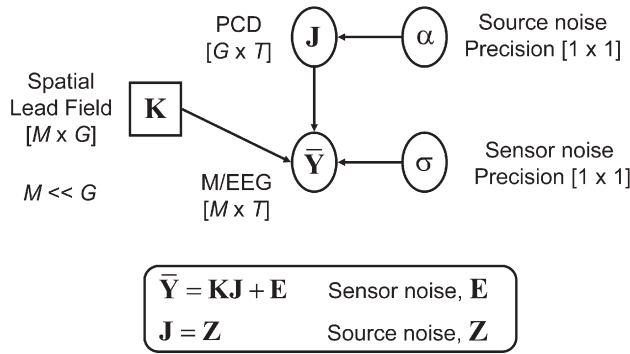 PCD
[G x T]
J
α
Source noise
Precision [1 x 1]
Spatial
Lead Field
[M x G]
K
M << G
M/EEG
[M x T]
Y̅
σ
Sensor noise
Precision [1 x 1]
Y̅ = KJ + E Sensor noise, E
J = Z Source noise, Z